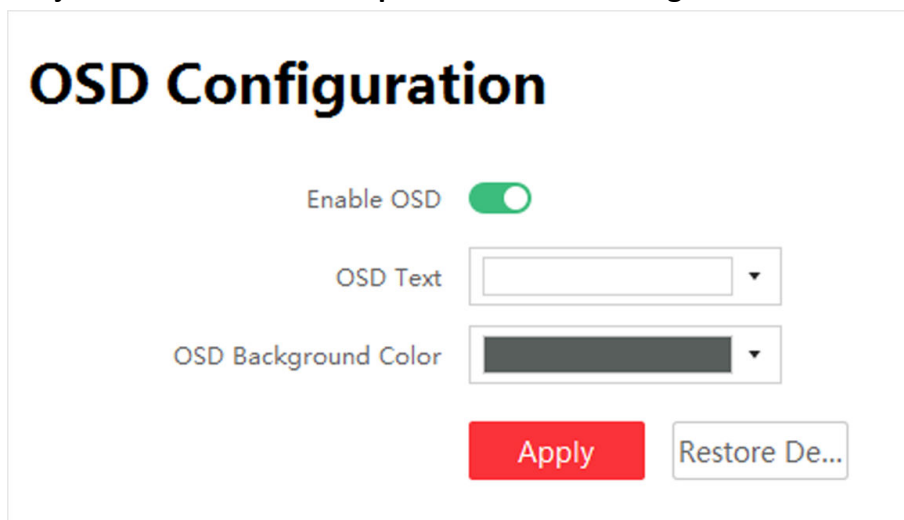 OSD Configuration
Enable OSD
OSD Text
OSD Background Color
Apply
Restore De...